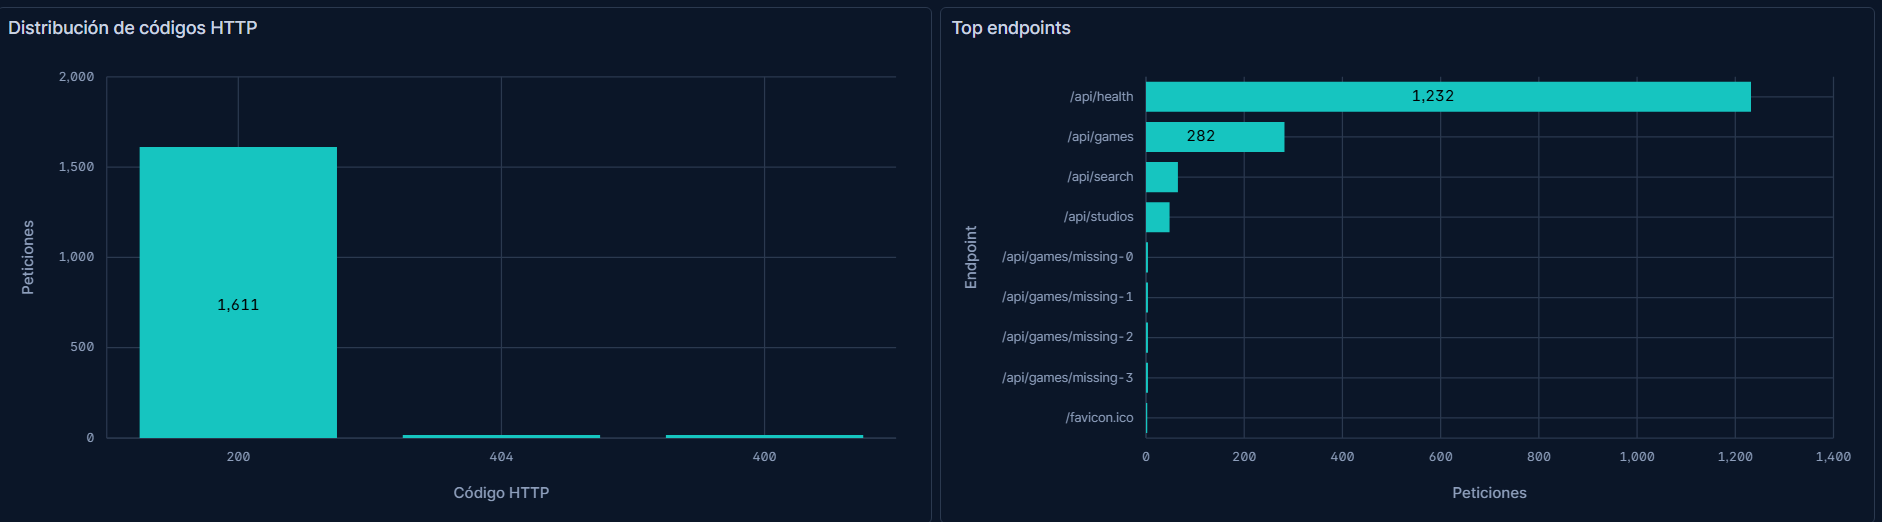 Distribución de códigos HTTP
2,000
1,500
1,000
500
0
Peticiones
1,611
200
404
400
Código HTTP
Top endpoints
Endpoint
/api/health
1,232
/api/games
282
/api/search
/api/studios
/api/games/missing-0
/api/games/missing-1
/api/games/missing-2
/api/games/missing-3
/favicon.ico
0
200
400
600
800
1,000
1,200
1,400
Peticiones